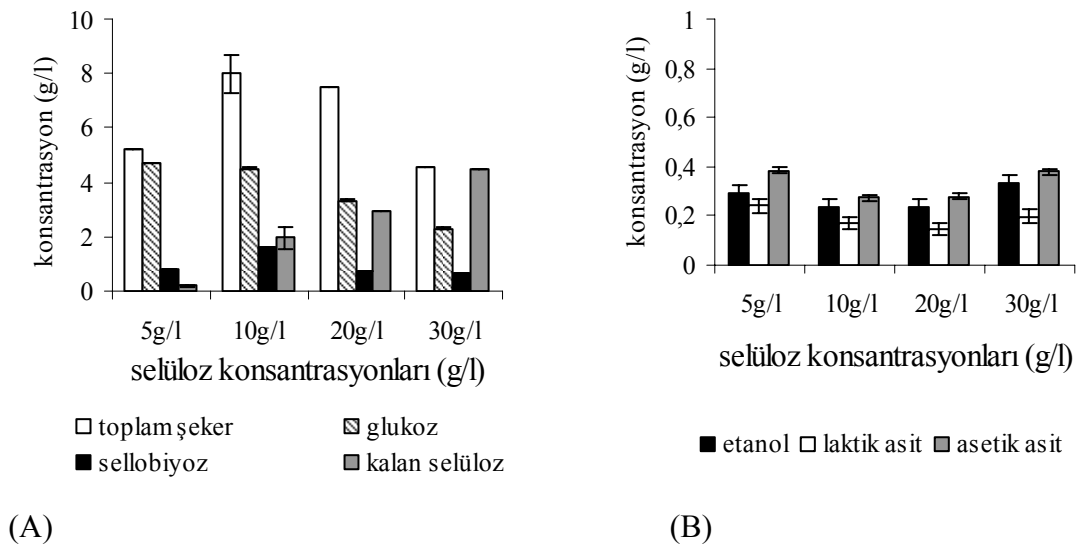 10
8
6
4
2
0
konsantrasyon (g/l)
5g/l 10g/l 20g/l 30g/l
selüloz konsantrasyonları (g/l)
toplam şeker glukoz
sellobiyoz kalan selüloz
(A)
1
0,8
0,6
0,4
0,2
0
konsantrasyon (g/l)
5g/l 10g/l 20g/l 30g/l
selüloz konsantrasyonları (g/l)
etanol laktik asit asetik asit
(B)